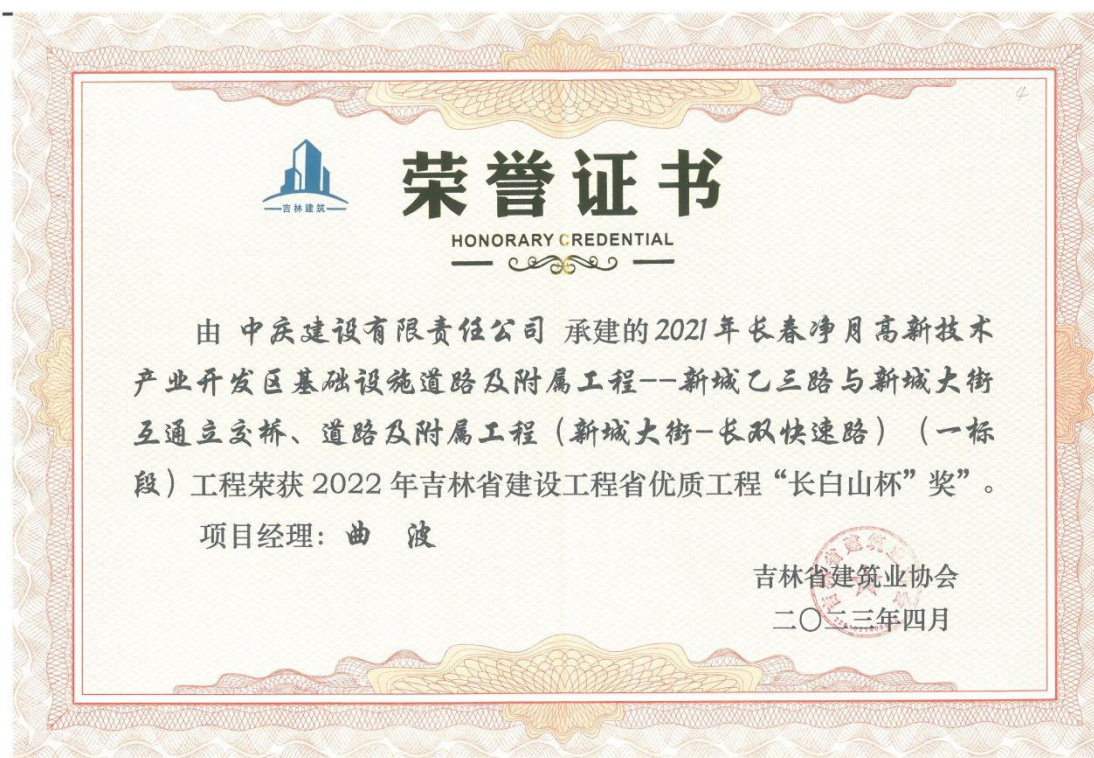 4
吉林建筑
荣誉证书
HONORARY CREDENTIAL
由 中庆建设有限责任公司 承建的2021年长春净月高新技术
产业开发区基础设施道路及附属工程--新城乙三路与新城大街
互通立交桥、道路及附属工程（新城大街-长双快速路）（一标
段）工程荣获 2022 年吉林省建设工程省优质工程“长白山杯”奖”。
项目经理：曲 波
吉林省建筑业协会
二〇二三年四月